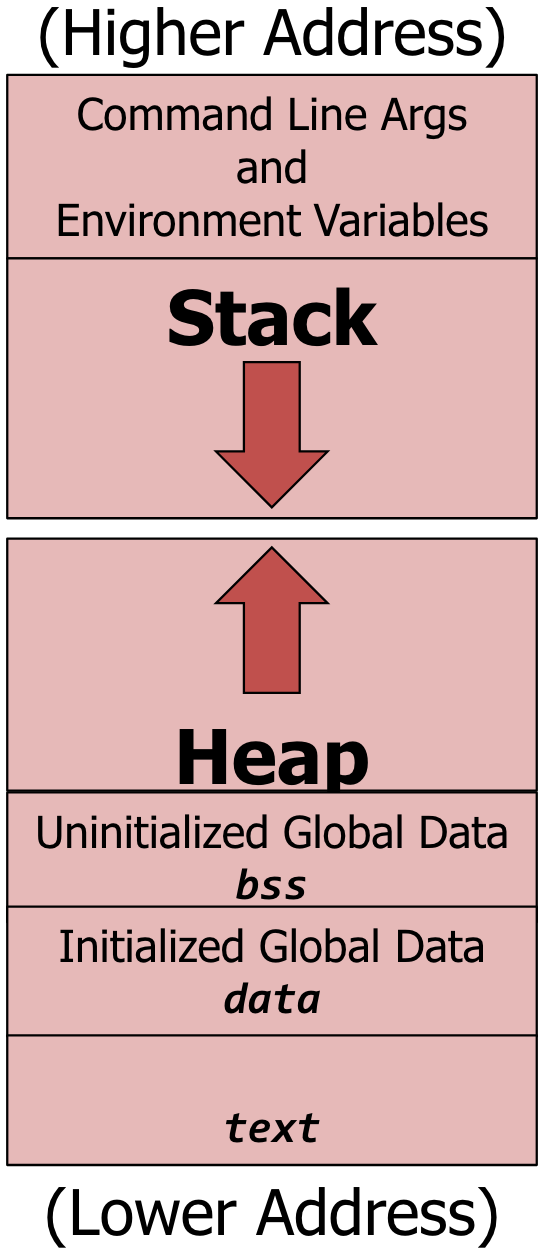 (Higher Address)
Command Line Args
and
Environment Variables
Stack
Heap
Uninitialized Global Data
bss
Initialized Global Data
data
text
(Lower Address)